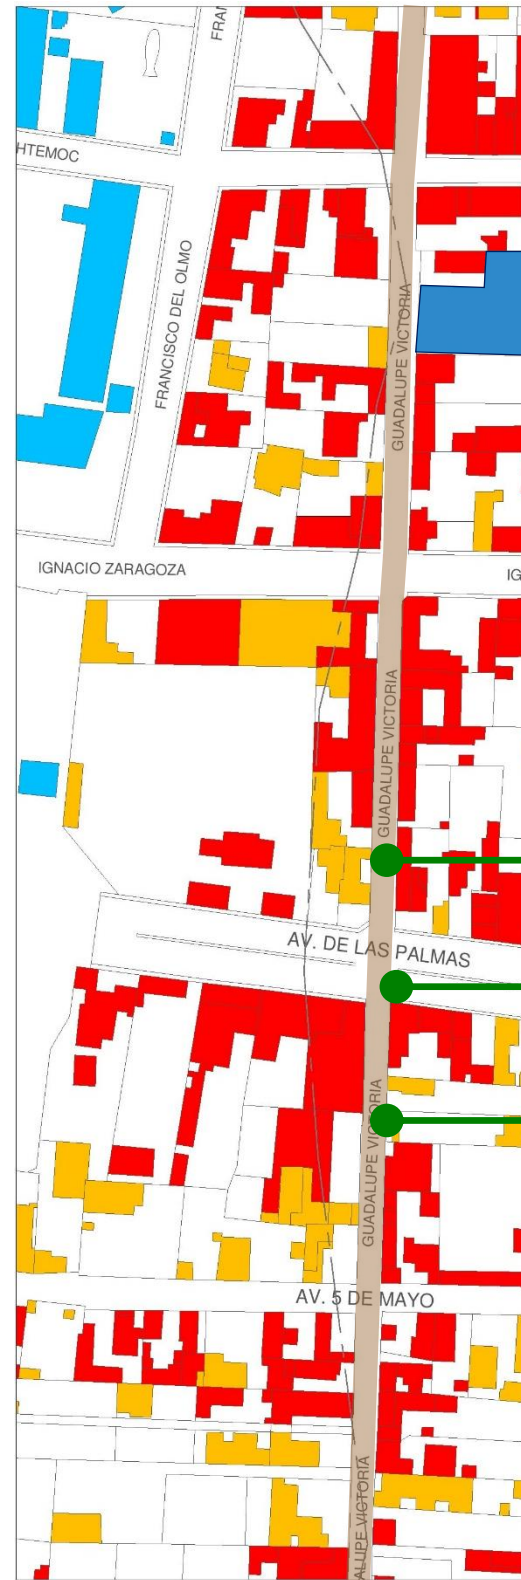 FRAN
HTEMOC
FRANCISCO DEL OLMO
GUADALUPE VICTORIA
IGNACIO ZARAGOZA
IG
GUADALUPE VICTORIA
AV. DE LAS PALMAS
GUADALUPE VICTORIA
AV. 5 DE MAYO
ALUPE VICTORIA